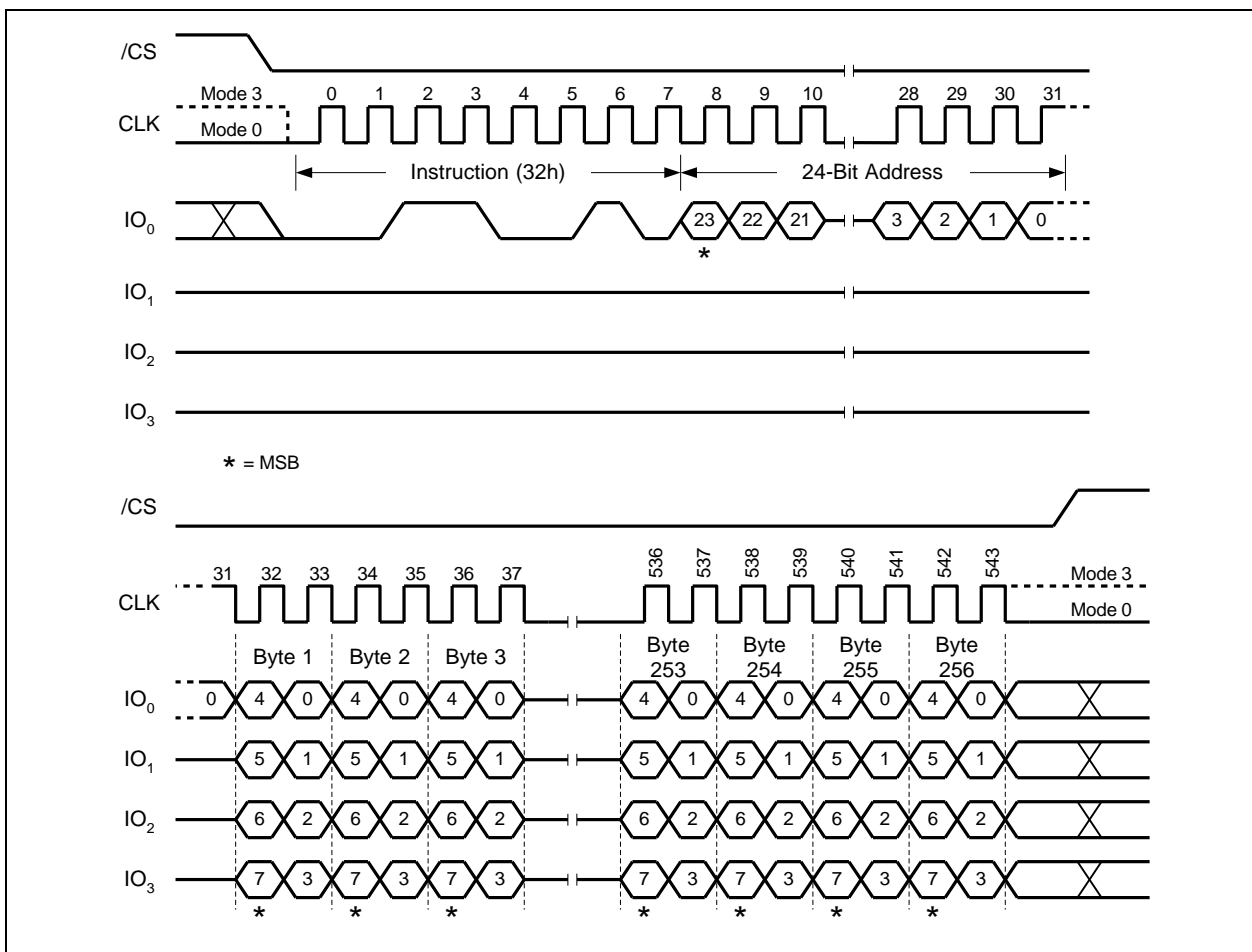 /CS
0 1 2 3 4 5 6 7 8 9 10 28 29 30 31
Mode 3
CLK
Mode 0
Instruction (32h) 24-Bit Address
IO0 23 22 21 3 2 1 0
*
IO1
IO2
IO3
* = MSB
/CS
31 32 33 34 35 36 37 536 537 538 539 540 541 542 543
Mode 3
CLK
Mode 0
Byte 1 Byte 2 Byte 3 Byte 253 Byte 254 Byte 255 Byte 256
IO0 0 4 0 4 0 4 0 4 0 4 0 4 0 4 0
IO1 5 1 5 1 5 1 5 1 5 1 5 1 5 1
IO2 6 2 6 2 6 2 6 2 6 2 6 2 6 2
IO3 7 3 7 3 7 3 7 3 7 3 7 3 7 3
* * * * * * *